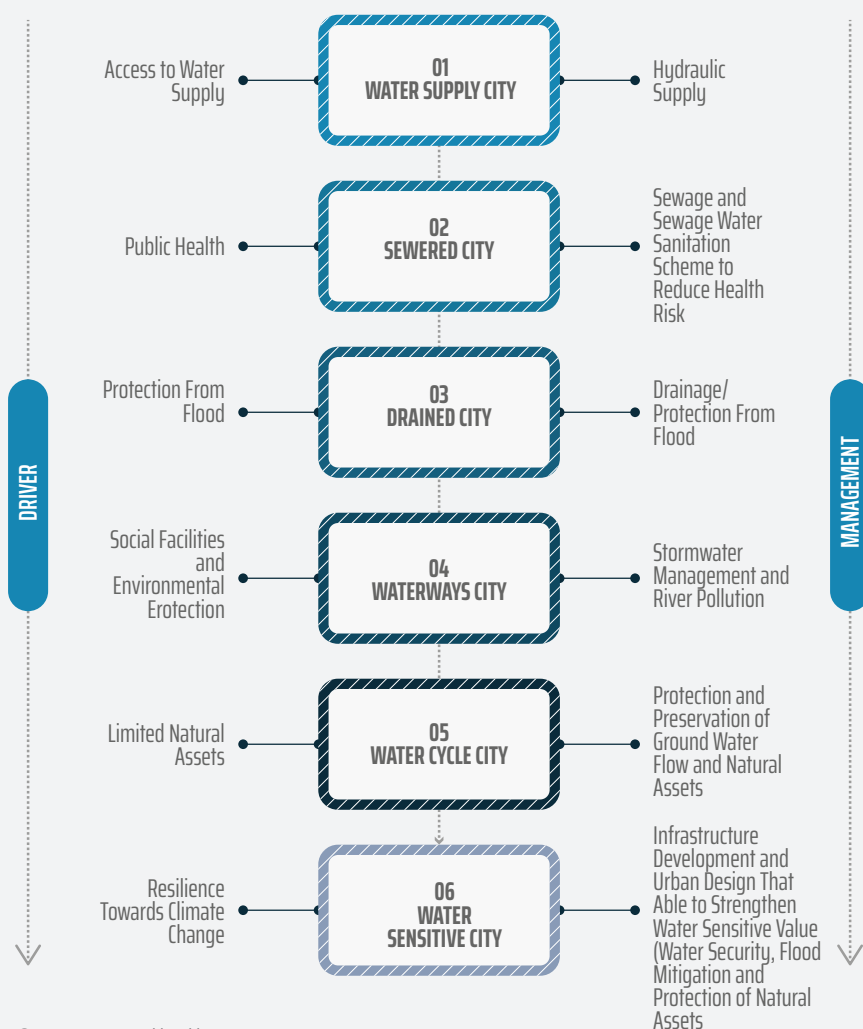 Access to Water
Supply
01
WATER SUPPLY CITY
Hydraulic
Supply
Public Health
02
SEWERED CITY
Sewage and
Sewage Water
Sanitation
Scheme to
Reduce Health
Risk
Protection From
Flood
03
DRAINED CITY
Drainage/
Protection From
Flood
DRIVER
MANAGEMENT
Social Facilities
and
Environmental
Erotection
04
WATERWAYS CITY
Stormwater
Management and
River Pollution
Limited Natural
Assets
05
WATER CYCLE CITY
Protection and
Preservation of
Ground Water
Flow and Natural
Assets
Resilience
Towards Climate
Change
06
WATER
SENSITIVE CITY
Infrastructure
Development and
Urban Design That
Able to Strengthen
Water Sensitive Value
(Water Security, Flood
Mitigation and
Protection of Natural
Assets